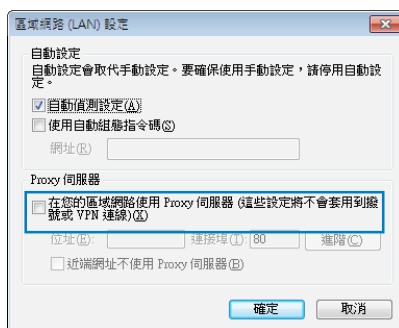 區域網路 (LAN) 設定
自動設定
自動設定會取代手動設定。要確保使用手動設定，請停用自動設
定。
自動偵測設定(A)
使用自動組態指令碼(S)
網址(R)
Proxy 伺服器
在您的區域網路使用 Proxy 伺服器 (這些設定將不會套用到撥
號或 VPN 連線)(X)
位址(E): 連接埠(T): 80 進階(C)
近端網址不使用 Proxy 伺服器(B)
確定 取消